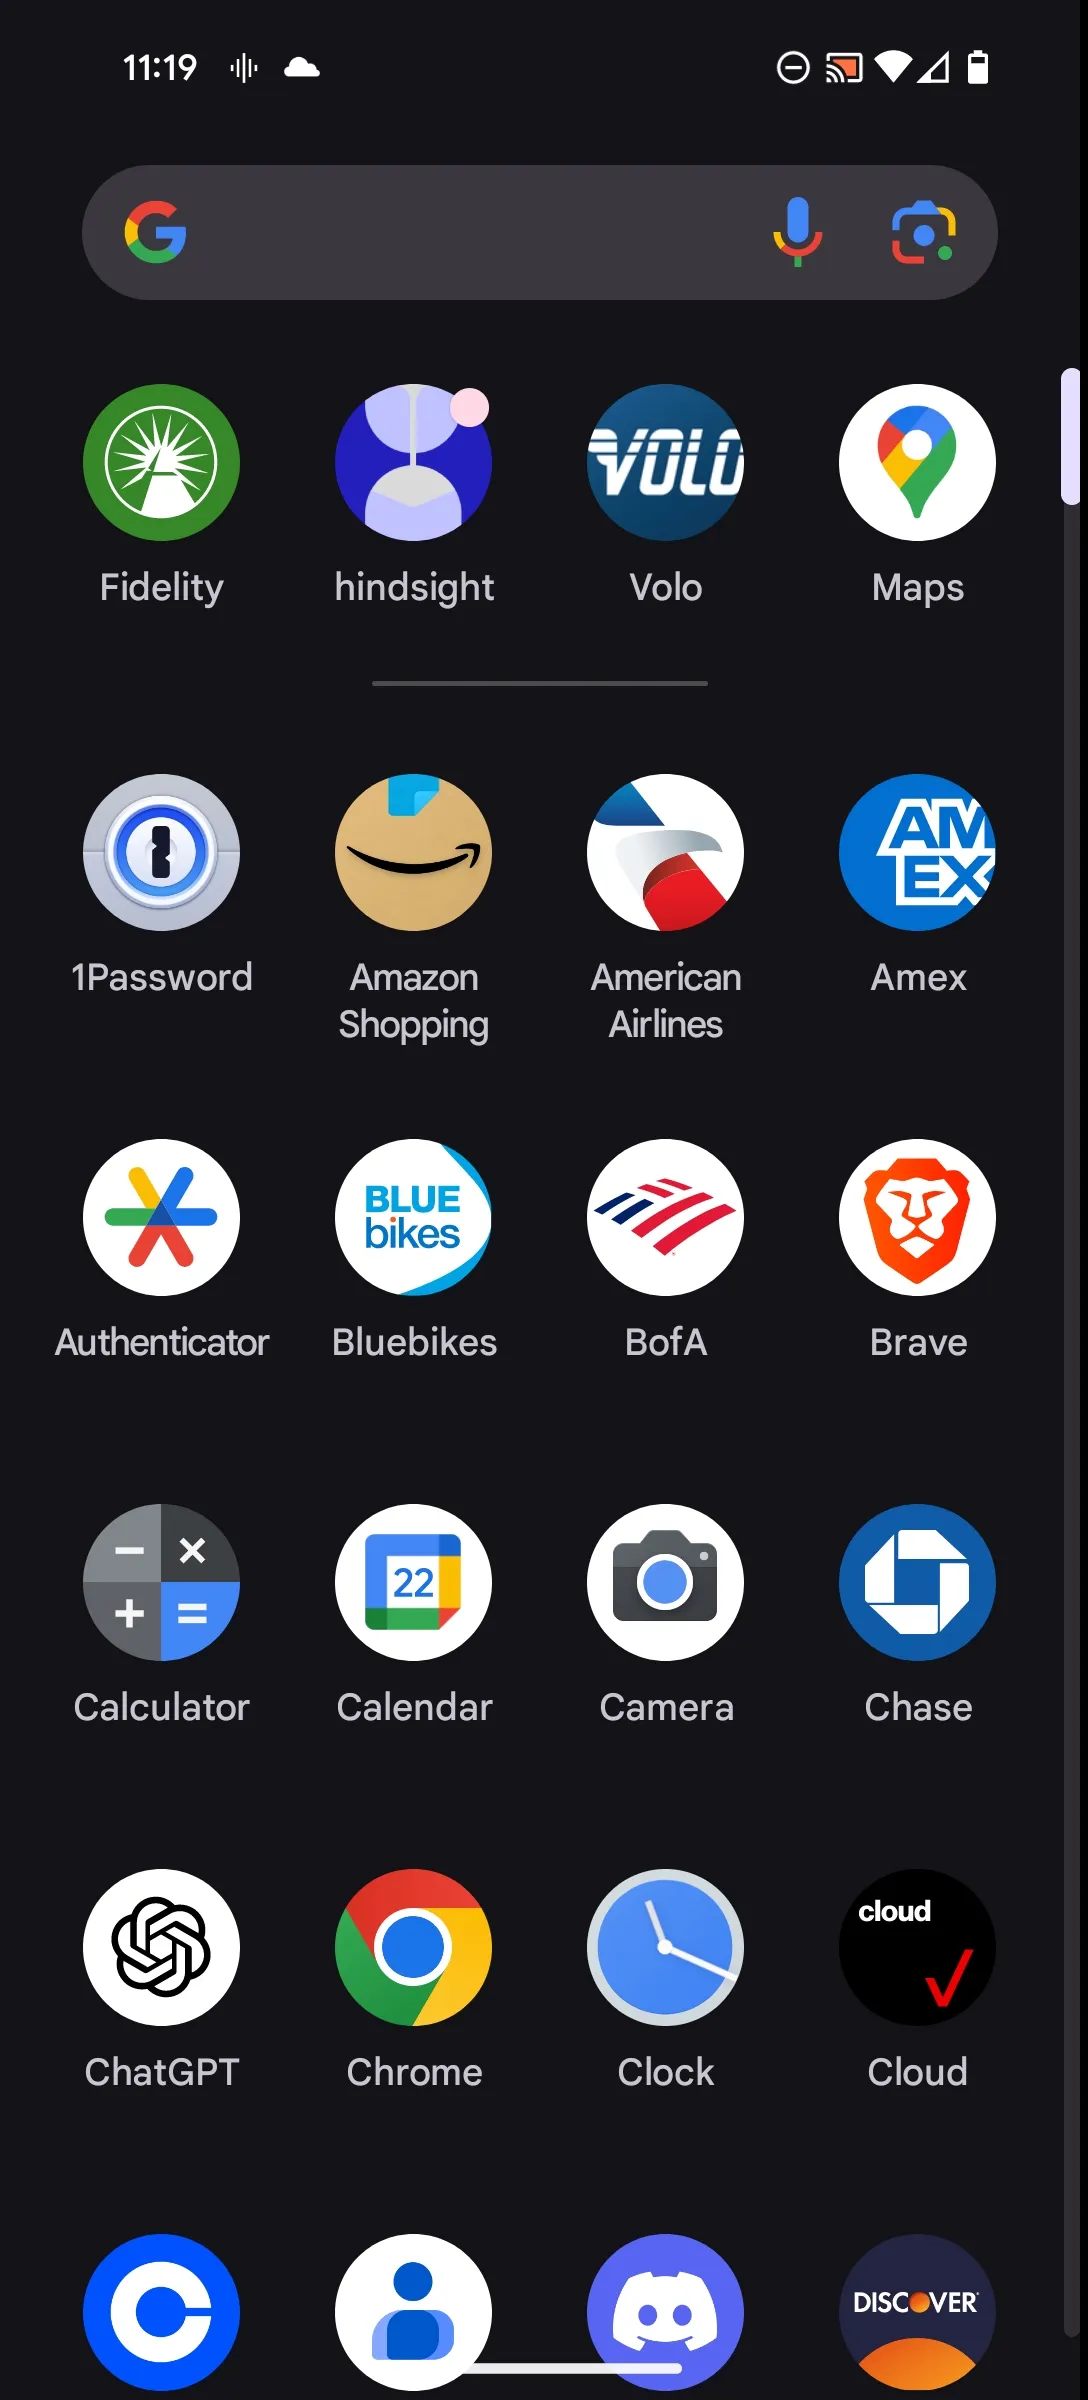 11:19
VOLO
Fidelity hindsight Volo Maps
AM
EX
1Password Amazon Shopping American Airlines Amex
BLUE
bikes
Authenticator Bluebikes BofA Brave
22
Calculator Calendar Camera Chase
cloud
ChatGPT Chrome Clock Cloud
DISCOVER